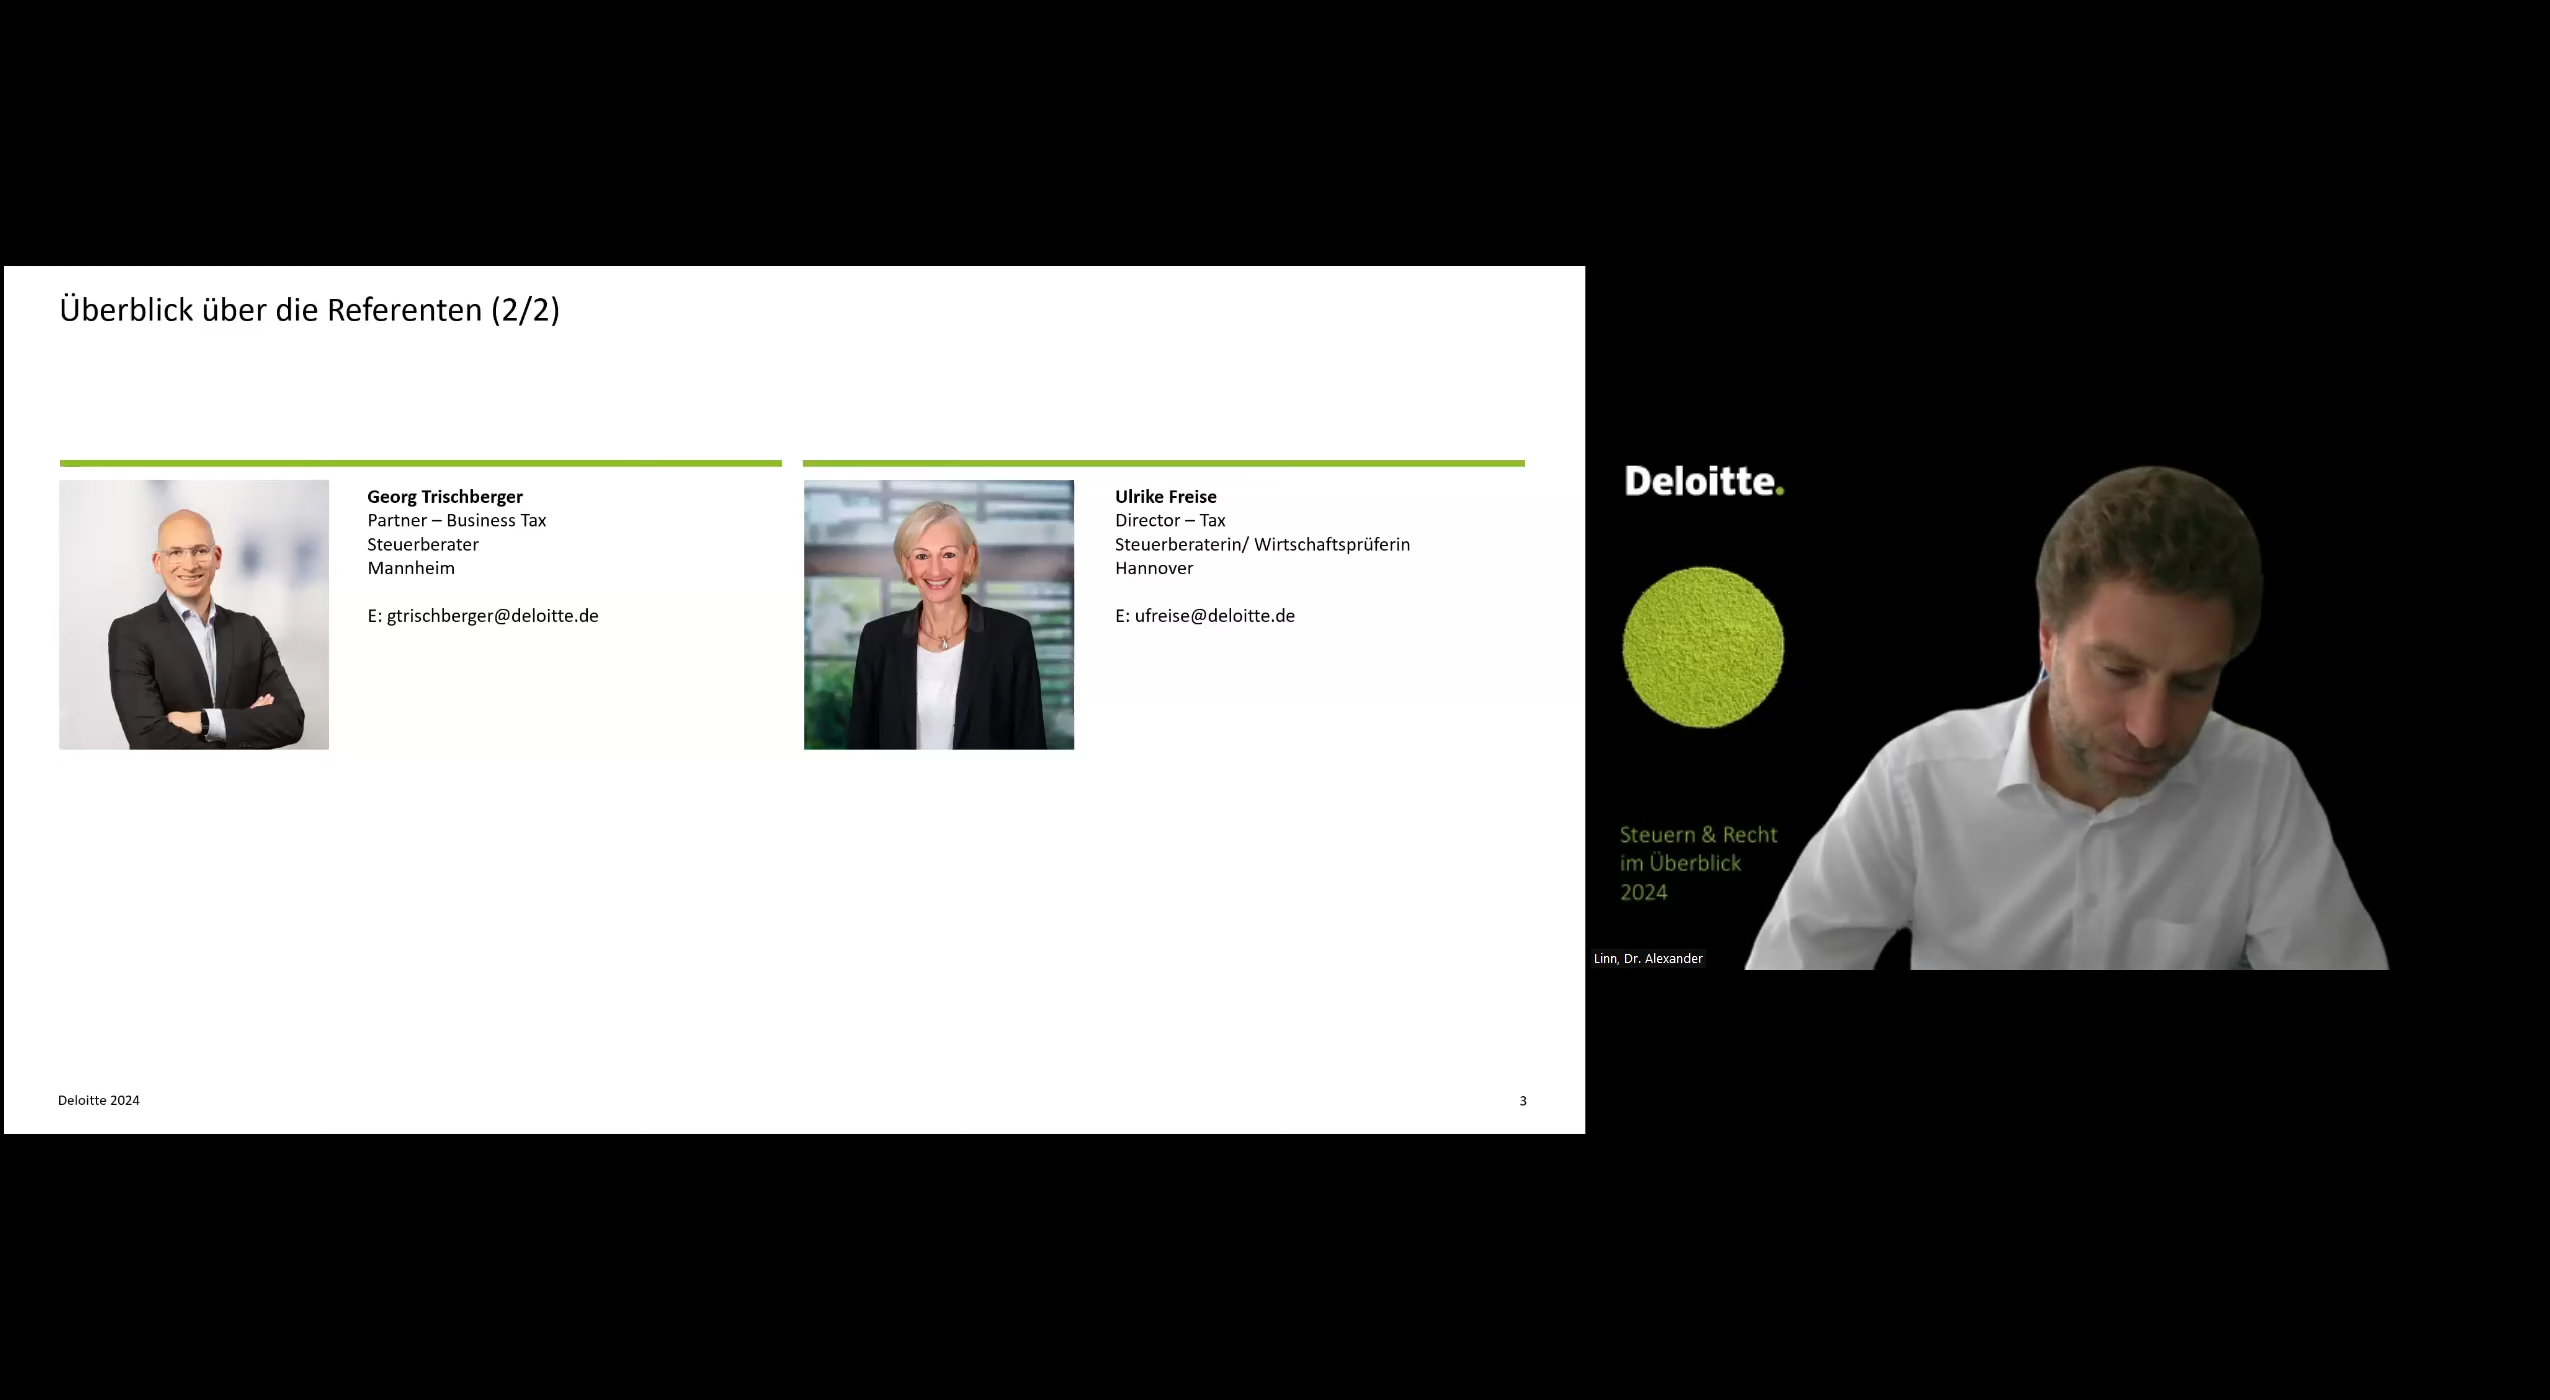 Überblick über die Referenten (2/2)
Georg Trischberger
Partner – Business Tax
Steuerberater
Mannheim
E: gtrischberger@deloitte.de
Ulrike Freise
Director – Tax
Steuerberaterin/ Wirtschaftsprüferin
Hannover
E: ufreise@deloitte.de
Deloitte 2024
3
Deloitte.
Steuern & Recht
im Überblick
2024
Linn, Dr. Alexander